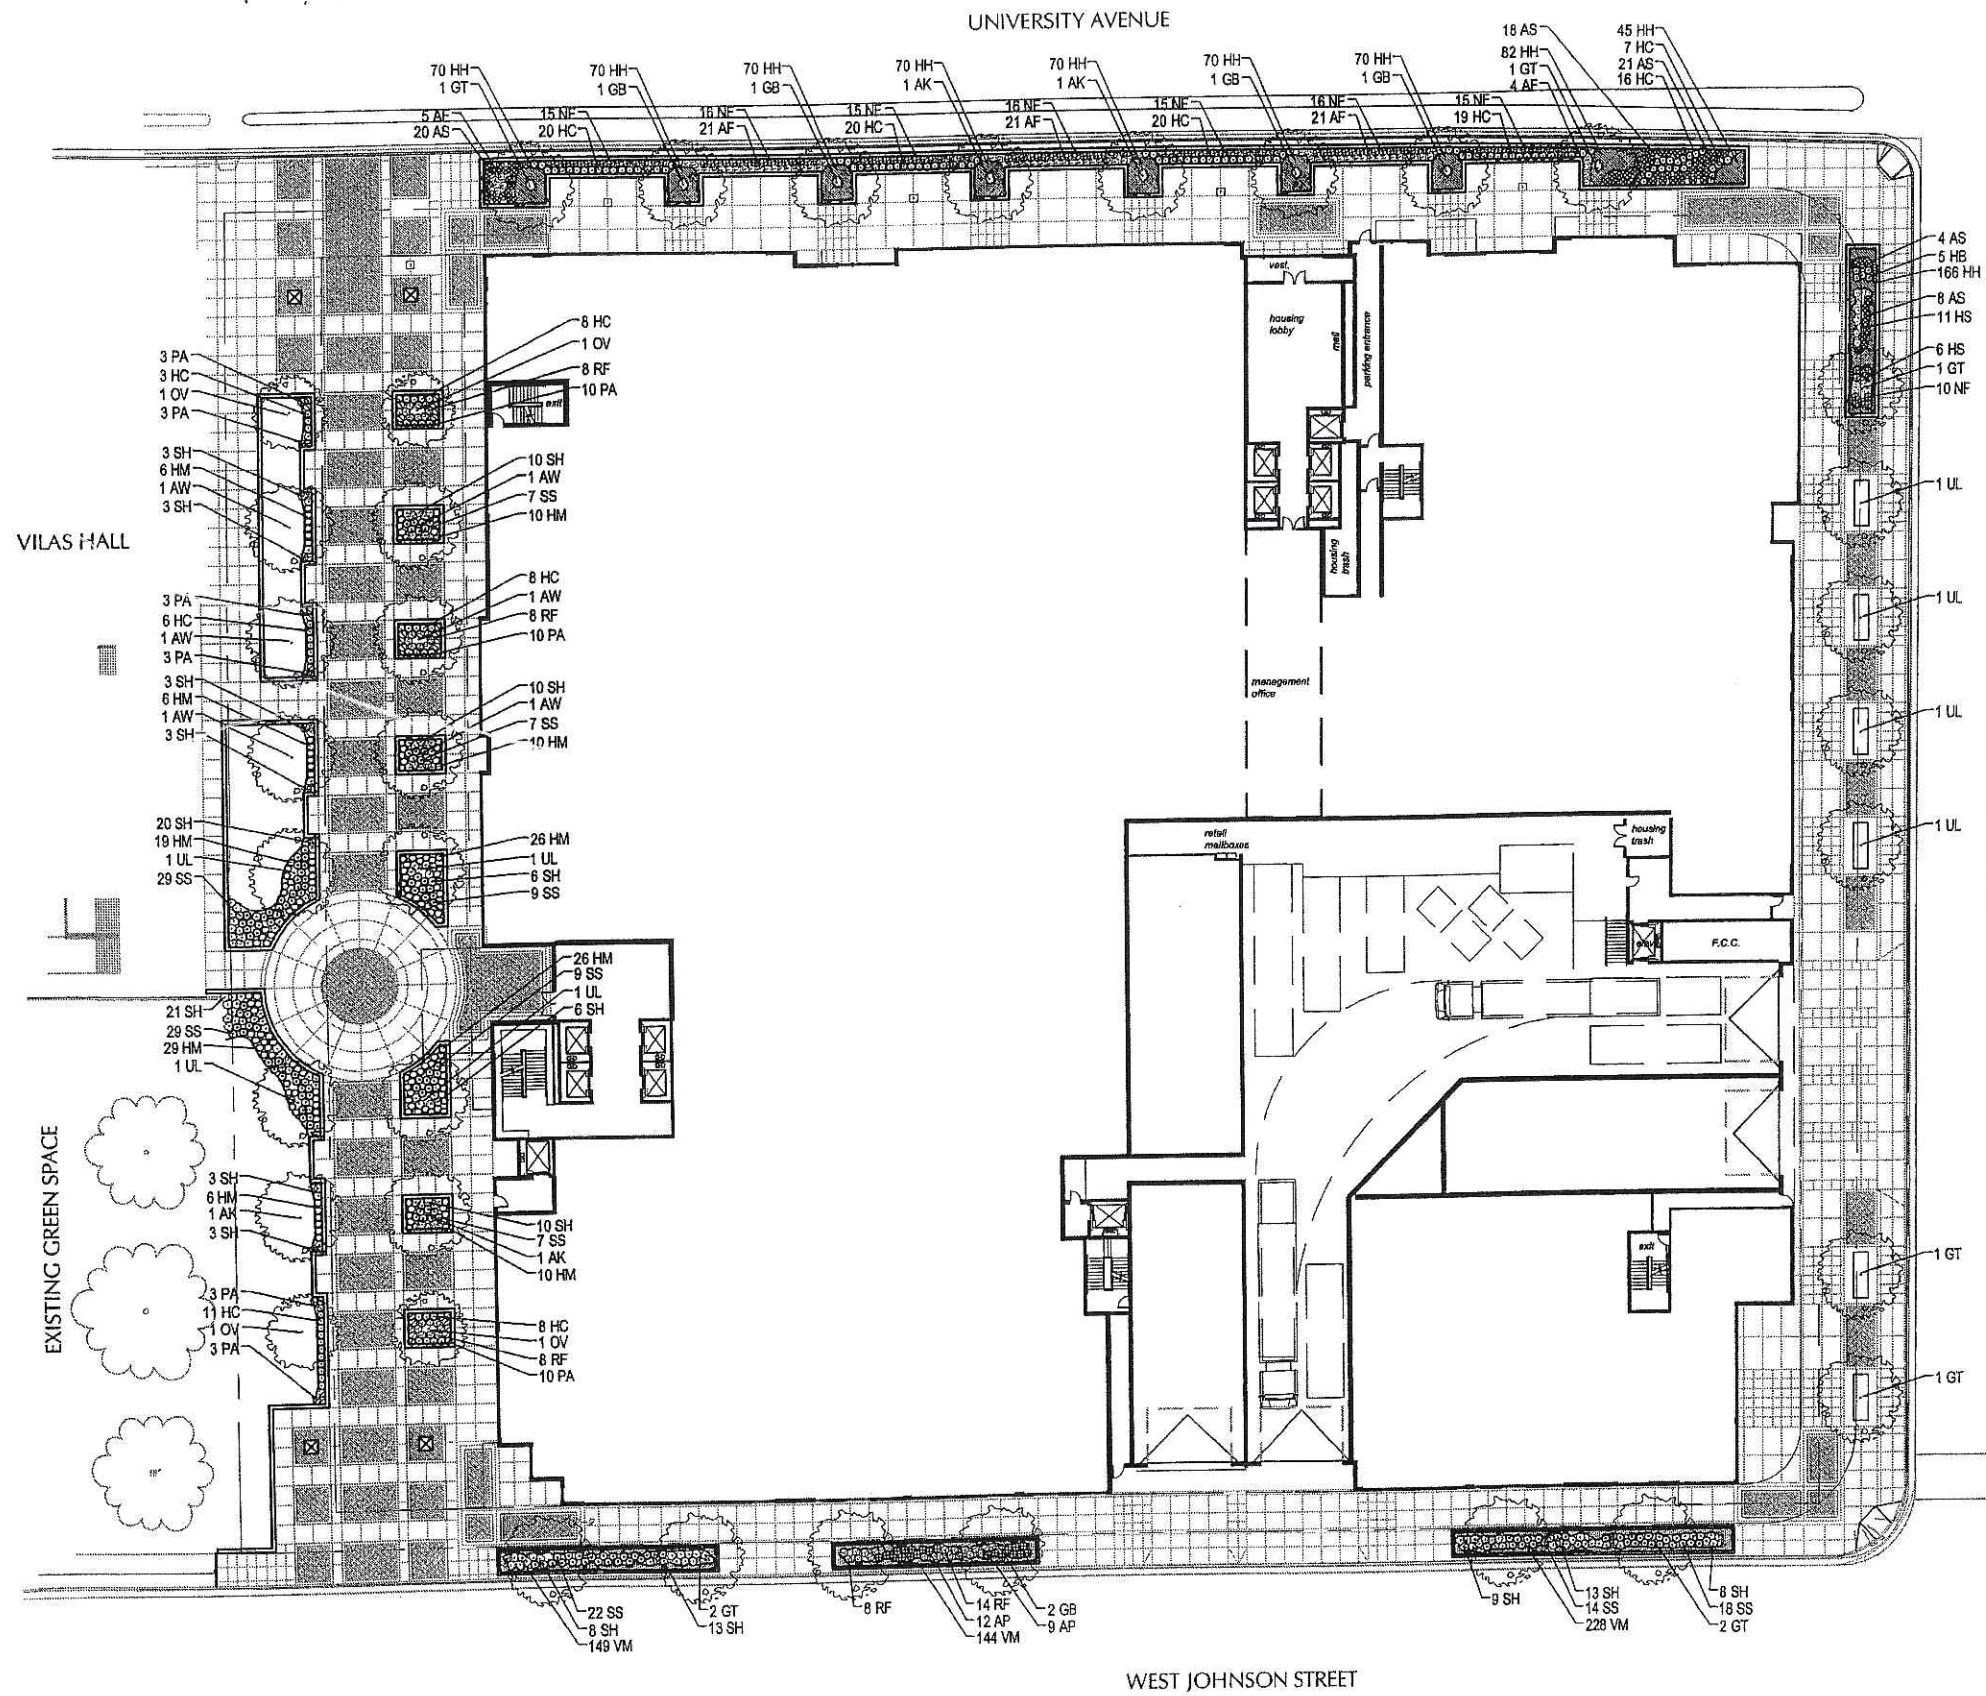 UNIVERSITY AVENUE
70 HH
1 GT
5 AF
20 AS
15 NF
20 HC
70 HH
1 GB
16 NF
21 AF
70 HH
1 GB
15 NF
20 HC
70 HH
1 AK
16 NF
21 AF
70 HH
1 AK
15 NF
20 HC
70 HH
1 GB
16 NF
21 AF
70 HH
1 GB
15 NF
19 HC
18 AS
82 HH
1 GT
4 AF
45 HH
7 HC
21 AS
16 HC
4 AS
5 HB
166 HH
8 AS
11 HS
6 HS
1 GT
10 NF
1 UL
1 UL
1 UL
1 UL
1 GT
1 GT
vest.
housing
lobby
mail
parking entrance
housing
trash
management
office
retail
mailboxes
housing
trash
elev
F.C.C.
exit
exit
VILAS HALL
3 PA
3 HC
1 OV
3 PA
3 SH
6 HM
1 AW
3 SH
3 PA
6 HC
1 AW
3 PA
3 SH
6 HM
1 AW
3 SH
20 SH
19 HM
1 UL
29 SS
21 SH
29 SS
29 HM
1 UL
3 SH
6 HM
1 AK
3 SH
3 PA
11 HC
1 OV
3 PA
8 HC
1 OV
8 RF
10 PA
10 SH
1 AW
7 SS
10 HM
8 HC
1 AW
8 RF
10 PA
10 SH
1 AW
7 SS
10 HM
26 HM
1 UL
6 SH
9 SS
26 HM
9 SS
1 UL
6 SH
10 SH
7 SS
1 AK
10 HM
8 HC
1 OV
8 RF
10 PA
EXISTING GREEN SPACE
22 SS
8 SH
149 VM
2 GT
13 SH
8 RF
14 RF
12 AP
144 VM
2 GB
9 AP
9 SH
13 SH
14 SS
228 VM
8 SH
18 SS
2 GT
WEST JOHNSON STREET